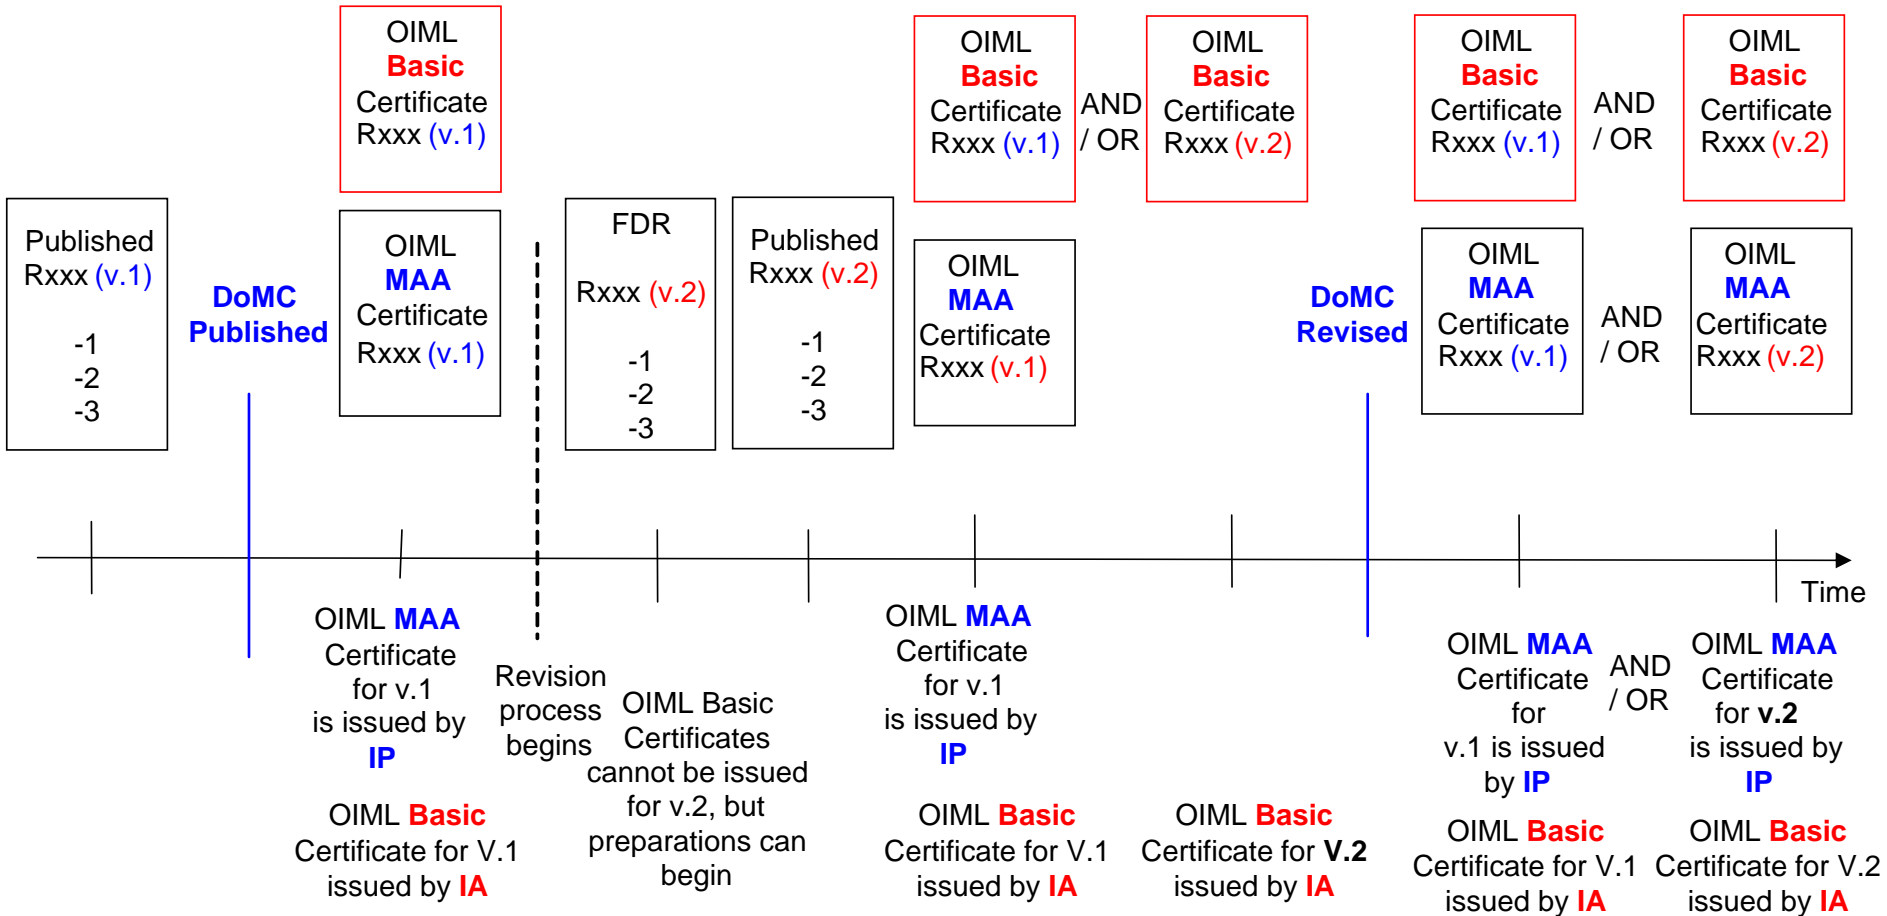 OIML
Basic
Certificate
Rxxx (v.1)
OIML
Basic
Certificate
Rxxx (v.1)
AND
/ OR
OIML
Basic
Certificate
Rxxx (v.2)
OIML
Basic
Certificate
Rxxx (v.1)
AND
/ OR
OIML
Basic
Certificate
Rxxx (v.2)
Published
Rxxx (v.1)
-1
-2
-3
DoMC
Published
OIML
MAA
Certificate
Rxxx (v.1)
FDR
Rxxx (v.2)
-1
-2
-3
Published
Rxxx (v.2)
-1
-2
-3
OIML
MAA
Certificate
Rxxx (v.1)
DoMC
Revised
OIML
MAA
Certificate
Rxxx (v.1)
AND
/ OR
OIML
MAA
Certificate
Rxxx (v.2)
Time
OIML MAA
Certificate
for v.1
is issued by
IP
OIML Basic
Certificate for V.1
issued by IA
Revision
process
begins
OIML Basic
Certificates
cannot be issued
for v.2, but
preparations can
begin
OIML MAA
Certificate
for v.1
is issued by
IP
OIML Basic
Certificate for V.1
issued by IA
OIML Basic
Certificate for V.2
issued by IA
OIML MAA
Certificate
for
v.1 is issued
by IP
AND
/ OR
OIML MAA
Certificate
for v.2
is issued by
IP
OIML Basic
Certificate for V.1
issued by IA
OIML Basic
Certificate for V.2
issued by IA